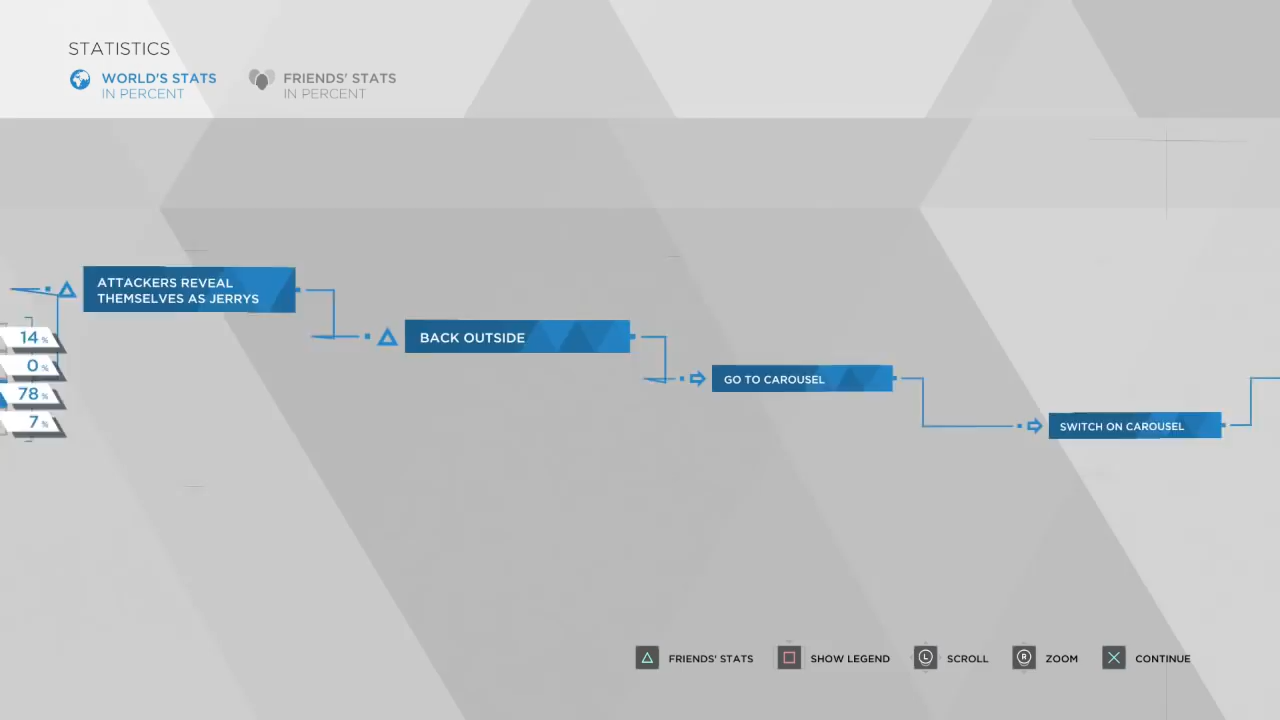 STATISTICS
WORLD'S STATS
IN PERCENT
FRIENDS' STATS
IN PERCENT
ATTACKERS REVEAL
THEMSELVES AS JERRYS
14 %
0 %
78 %
7 %
BACK OUTSIDE
GO TO CAROUSEL
SWITCH ON CAROUSEL
FRIENDS' STATS
SHOW LEGEND
L
SCROLL
R
ZOOM
CONTINUE